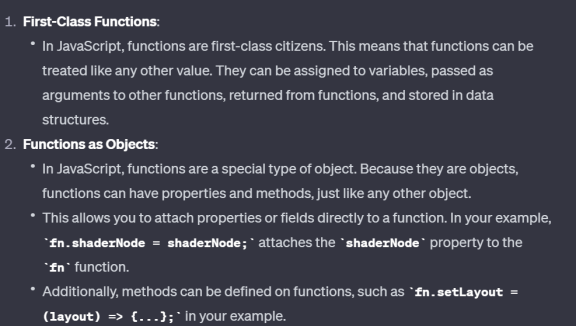 1. First-Class Functions:
• In JavaScript, functions are first-class citizens. This means that functions can be
treated like any other value. They can be assigned to variables, passed as
arguments to other functions, returned from functions, and stored in data
structures.
2. Functions as Objects:
• In JavaScript, functions are a special type of object. Because they are objects,
functions can have properties and methods, just like any other object.
• This allows you to attach properties or fields directly to a function. In your example,
`fn.shaderNode = shaderNode;` attaches the `shaderNode` property to the
`fn` function.
• Additionally, methods can be defined on functions, such as `fn.setLayout =
(layout) => {...};` in your example.